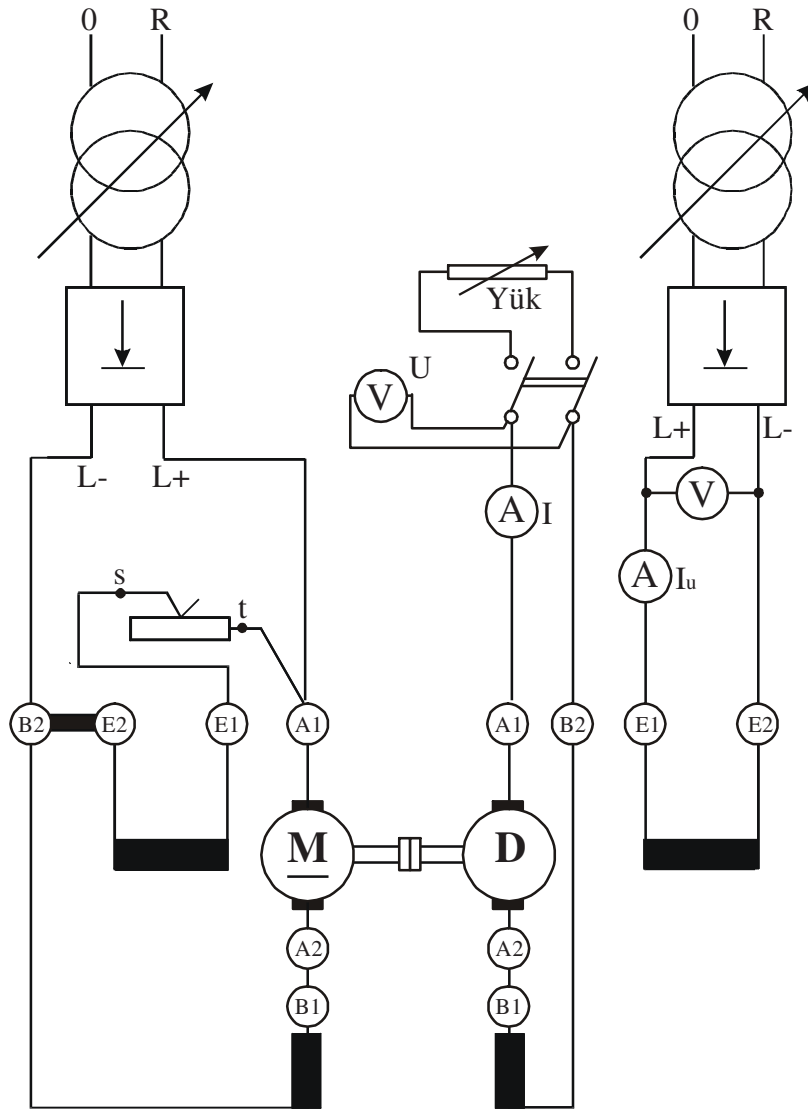 0 R 0 R
Yük
U
V
L- L+
L+ L-
A I
V
A Iu
s
t
B2 E2 E1 A1 A1 B2 E1 E2
M D
A2 A2
B1 B1